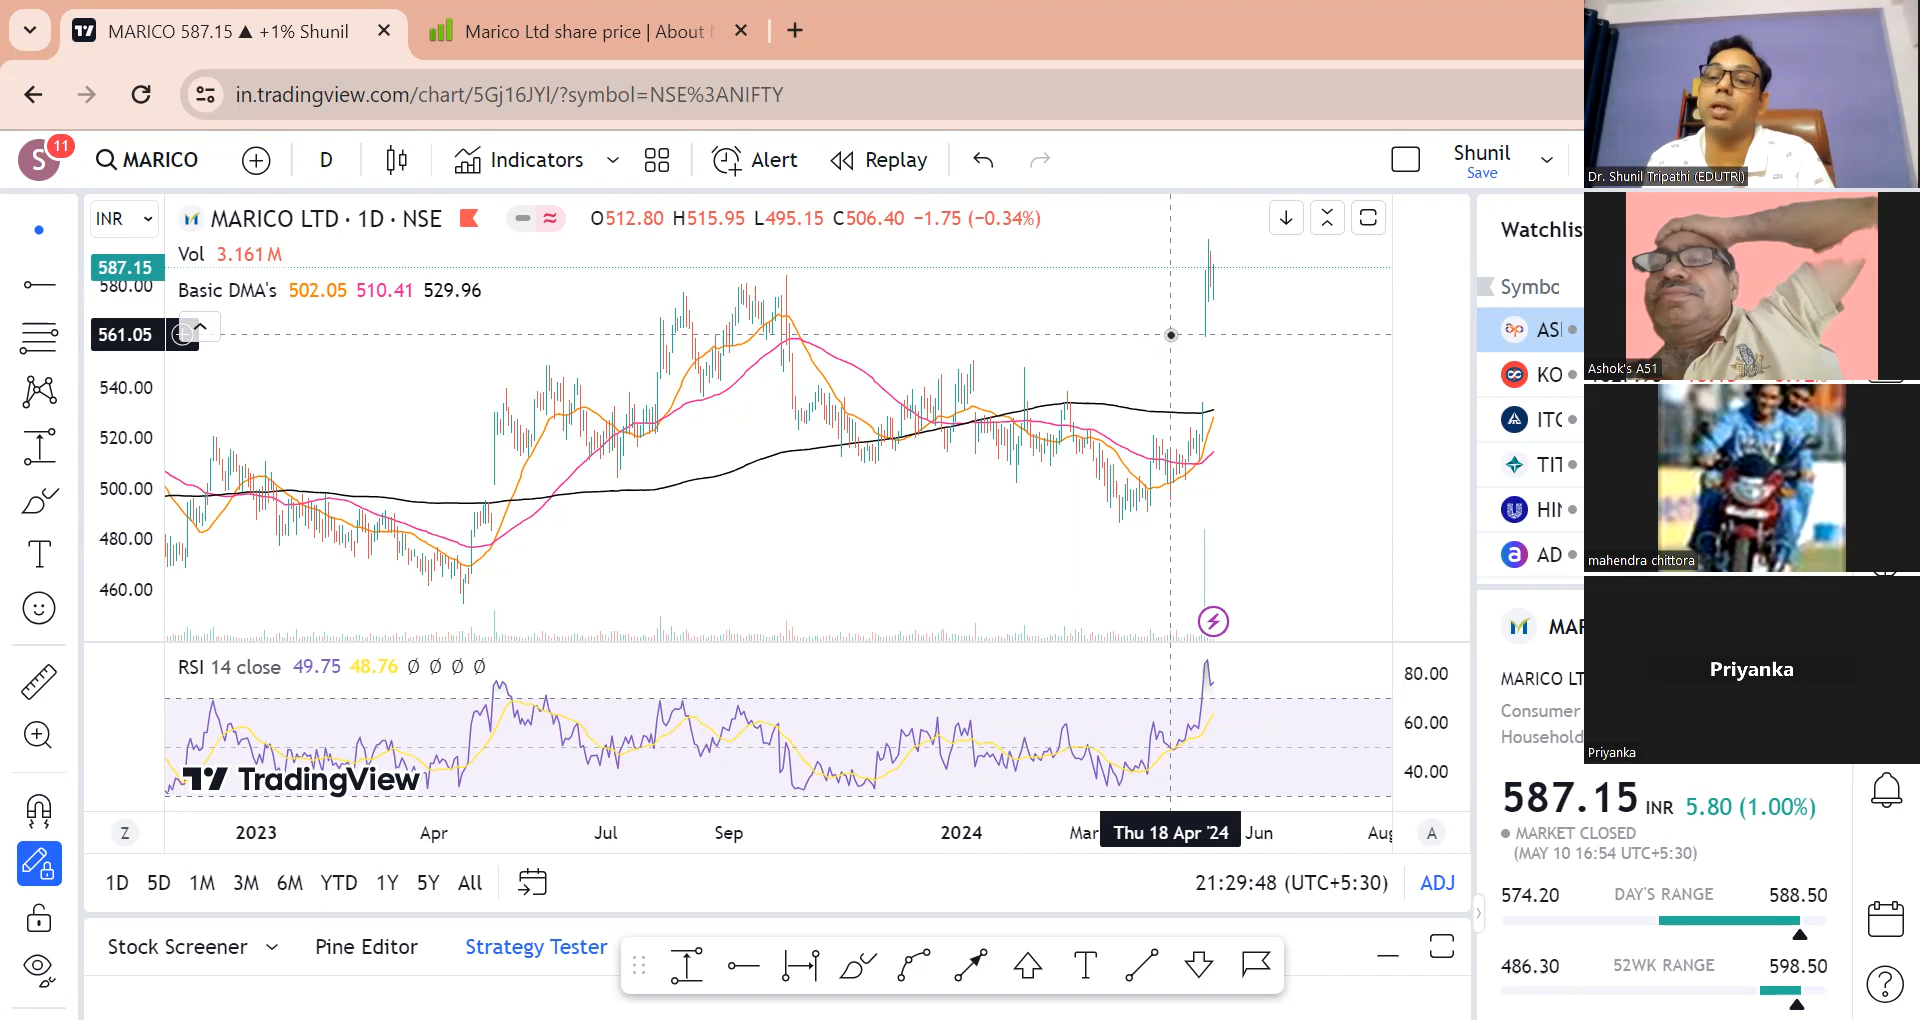 MARICO 587.15 ▲ +1% Shunil
Marico Ltd share price | About
in.tradingview.com/chart/5Gj16JYl/?symbol=NSE%3ANIFTY
S
11
MARICO
D
Indicators
Alert
Replay
Shunil
Save
INR
MARICO LTD · 1D · NSE
O512.80 H515.95 L495.15 C506.40 −1.75 (−0.34%)
Vol 3.161 M
587.15
580.00
Basic DMA's 502.05 510.41 529.96
561.05
540.00
520.00
500.00
480.00
460.00
RSI 14 close 49.75 48.76 Ø Ø Ø Ø
80.00
60.00
40.00
TradingView
Z
2023
Apr
Jul
Sep
2024
Mar
Thu 18 Apr '24
Jun
Aug
A
1D 5D 1M 3M 6M YTD 1Y 5Y All
21:29:48 (UTC+5:30)
ADJ
Stock Screener
Pine Editor
Strategy Tester
Watchlis
Symbo
ASI
KO
ITC
TIT
HIN
AD
MAR
MARICO LT
Consumer
Household
587.15 INR 5.80 (1.00%)
MARKET CLOSED
(MAY 10 16:54 UTC+5:30)
574.20 DAY'S RANGE 588.50
486.30 52WK RANGE 598.50
Dr. Shunil Tripathi (EDUTRI)
Ashok's A51
mahendra chittora
Priyanka
Priyanka